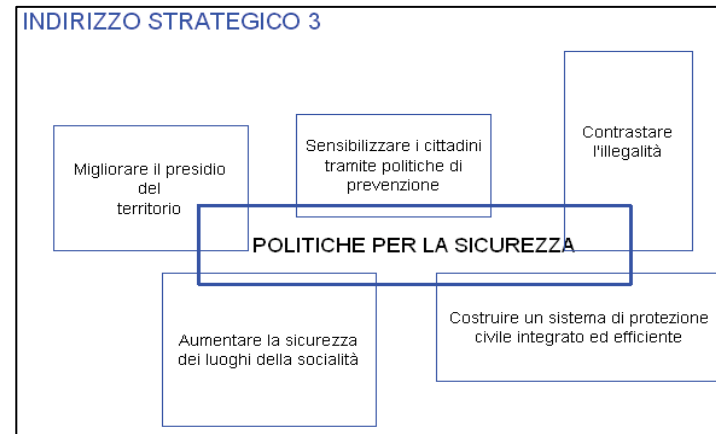 INDIRIZZO STRATEGICO 3
Migliorare il presidio
del
territorio
Sensibilizzare i cittadini
tramite politiche di
prevenzione
Contrastare
l'illegalità
POLITICHE PER LA SICUREZZA
Aumentare la sicurezza
dei luoghi della socialità
Costruire un sistema di protezione
civile integrato ed efficiente